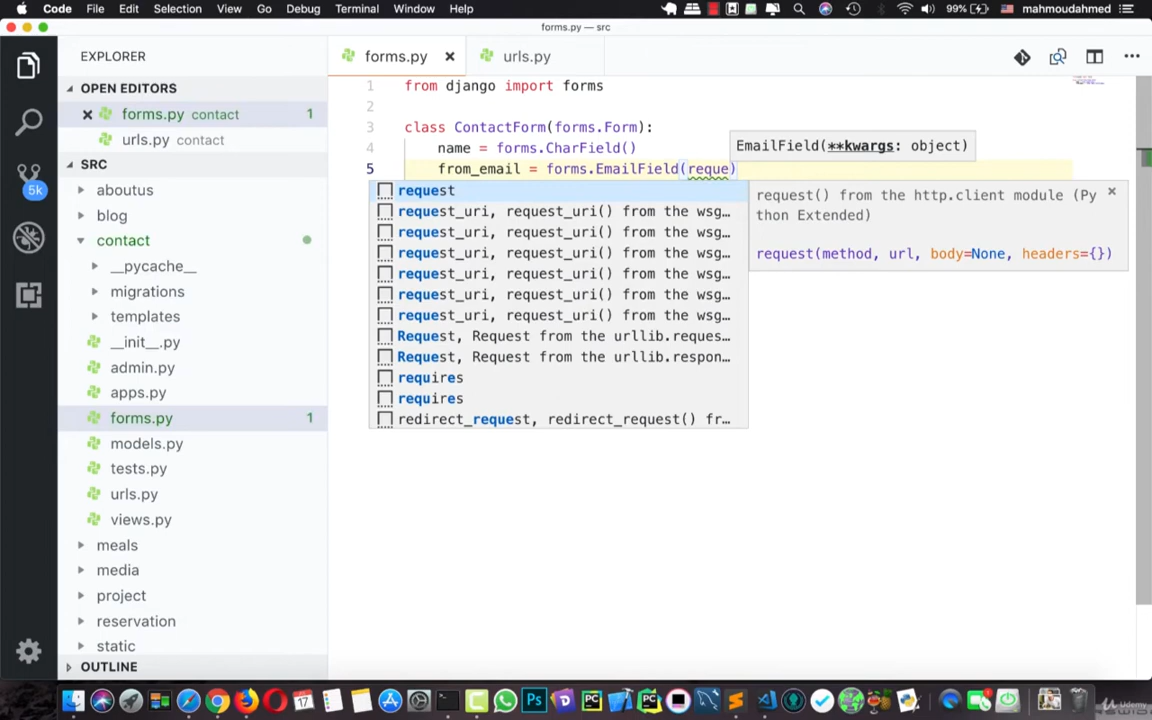 Code File Edit Selection View Go Debug Terminal Window Help 99% mahmoudahmed
forms.py — src
EXPLORER
OPEN EDITORS
forms.py contact 1
urls.py contact
SRC
aboutus
blog
contact
__pycache__
migrations
templates
__init__.py
admin.py
apps.py
forms.py 1
models.py
tests.py
urls.py
views.py
meals
media
project
reservation
static
OUTLINE
5k
forms.py
urls.py
1 from django import forms
2
3 class ContactForm(forms.Form):
4 name = forms.CharField()
5 from_email = forms.EmailField(reque)
EmailField(**kwargs: object)
request
request_uri, request_uri() from the wsg…
request_uri, request_uri() from the wsg…
request_uri, request_uri() from the wsg…
request_uri, request_uri() from the wsg…
request_uri, request_uri() from the wsg…
request_uri, request_uri() from the wsg…
Request, Request from the urllib.reques…
Request, Request from the urllib.respon…
requires
requires
redirect_request, redirect_request() fr…
request() from the http.client module (Py
thon Extended)
request(method, url, body=None, headers={})
17
Ps
PC
PC
Udemy